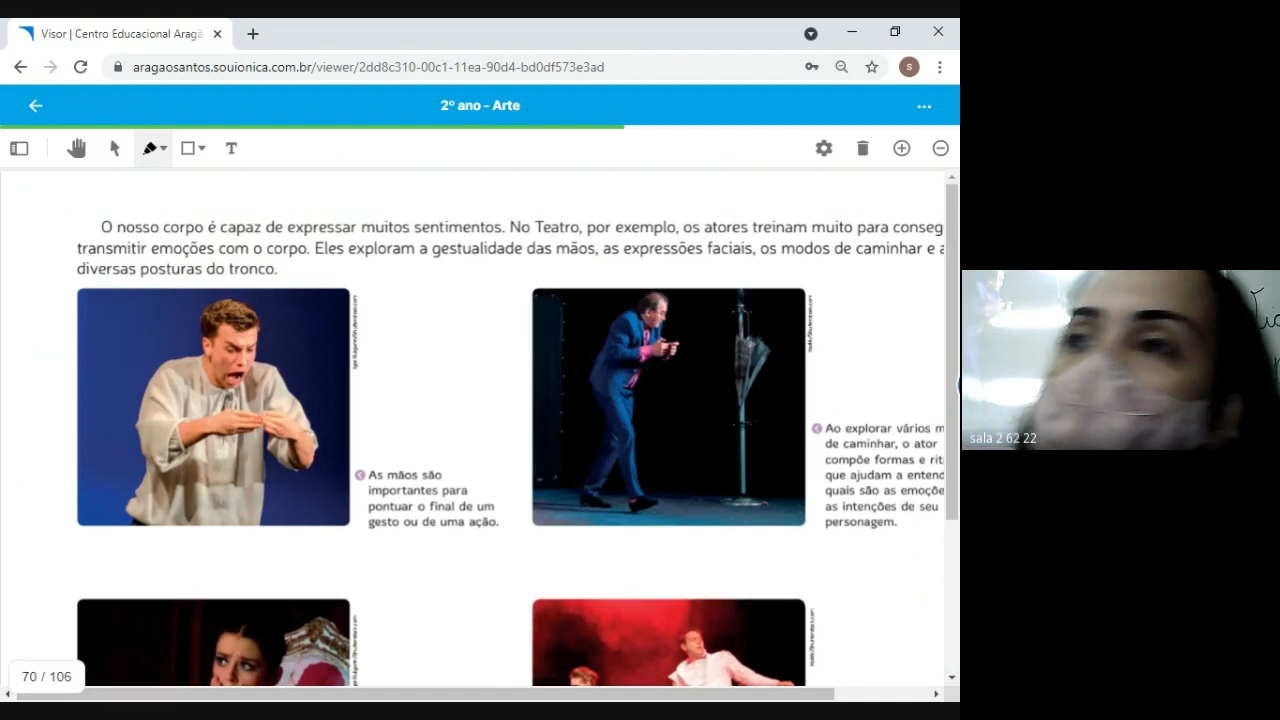 Visor | Centro Educacional Aragã
aragaosantos.souionica.com.br/viewer/2dd8c310-00c1-11ea-90d4-bd0df573e3ad
S
2º ano - Arte
T
O nosso corpo é capaz de expressar muitos sentimentos. No Teatro, por exemplo, os atores treinam muito para conseg
transmitir emoções com o corpo. Eles exploram a gestualidade das mãos, as expressões faciais, os modos de caminhar e a
diversas posturas do tronco.
As mãos são
importantes para
pontuar o final de um
gesto ou de uma ação.
Ao explorar vários m
de caminhar, o ator
compõe formas e rit
que ajudam a entend
quais são as emoçõe
as intenções de seu
personagem.
70 / 106
sala 2 62 22